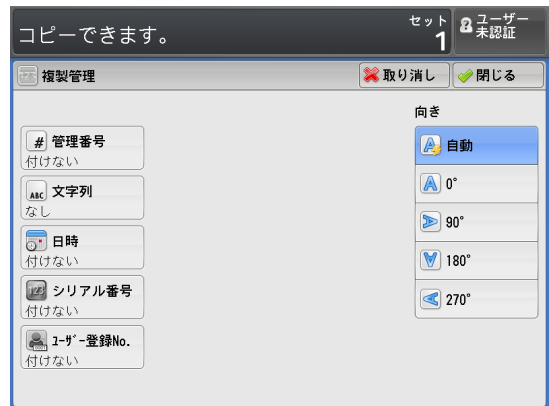 コピーできます。
セット
1
ユーザー
未認証
複製管理
取り消し
閉じる
向き
# 管理番号
付けない
ABC 文字列
なし
日時
付けない
123 シリアル番号
付けない
ﾕｰｻﾞｰ登録No.
付けない
自動
0°
90°
180°
270°